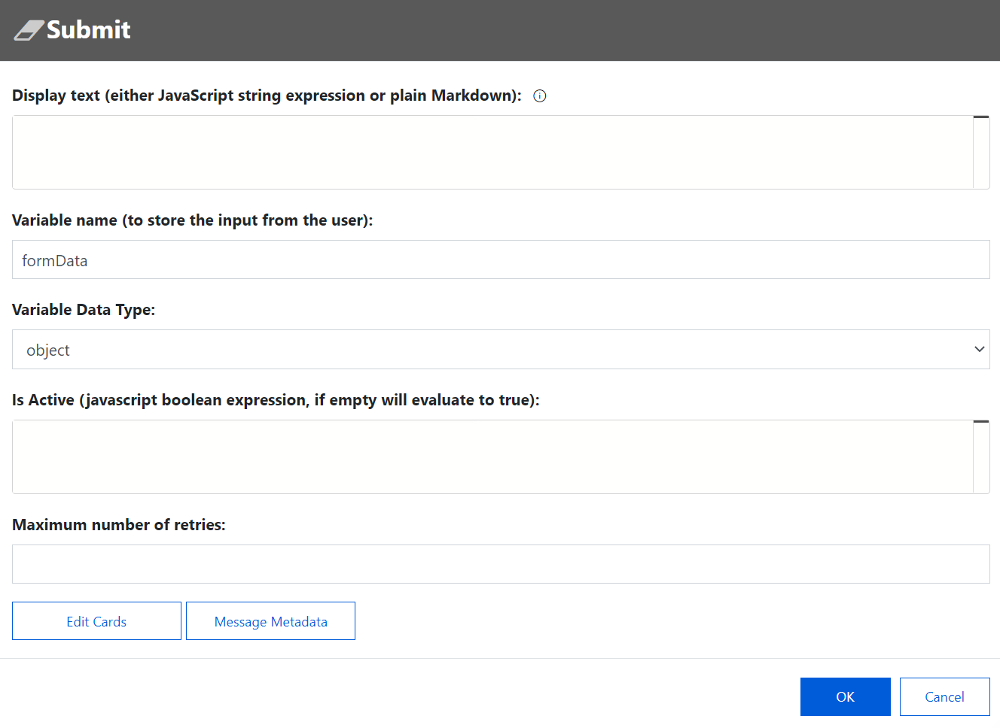 Submit
Display text (either JavaScript string expression or plain Markdown):
Variable name (to store the input from the user):
formData
Variable Data Type:
object
Is Active (javascript boolean expression, if empty will evaluate to true):
Maximum number of retries:
Edit Cards Message Metadata
OK Cancel